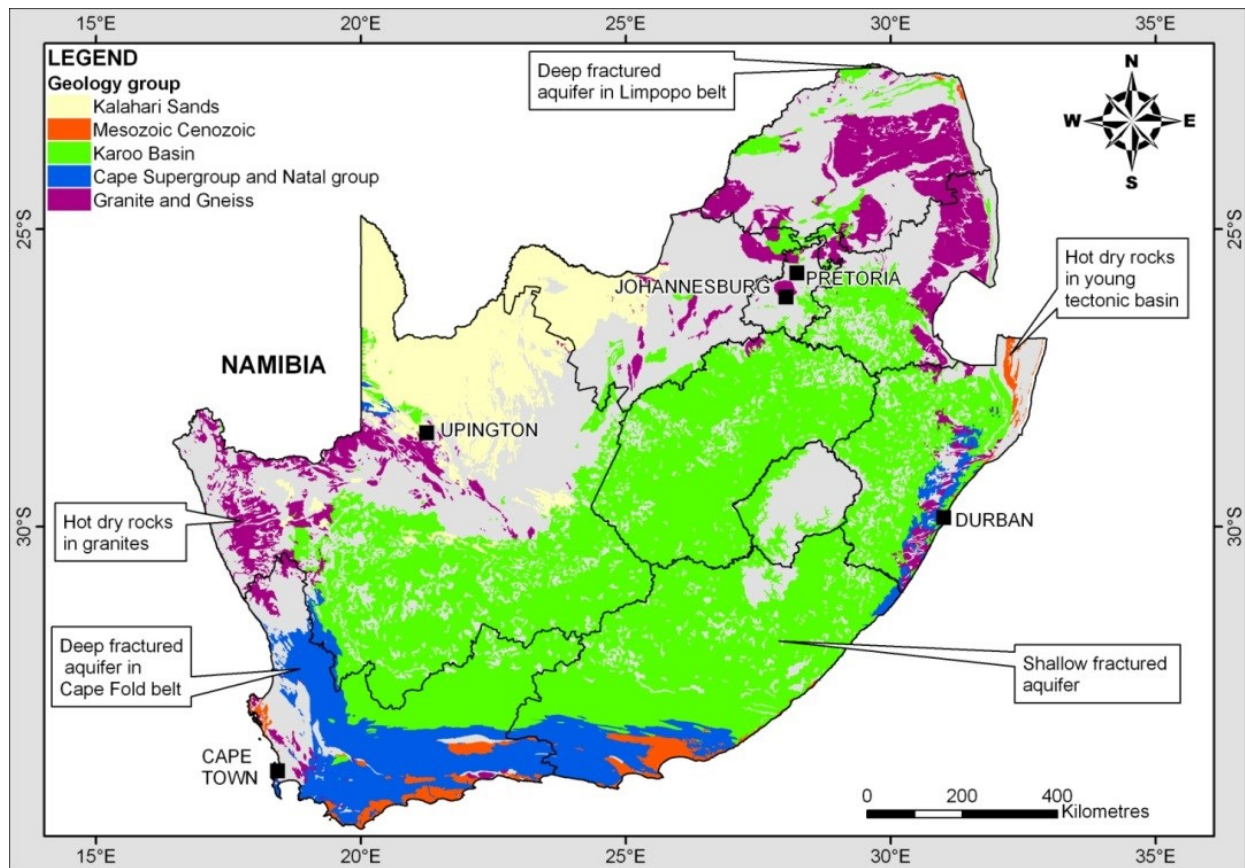 15°E
20°E
25°E
30°E
35°E
LEGEND
Geology group
Kalahari Sands
Mesozoic Cenozoic
Karoo Basin
Cape Supergroup and Natal group
Granite and Gneiss
Deep fractured
aquifer in Limpopo belt
N
W
E
S
25°S
25°S
Hot dry rocks
in young
tectonic basin
PRETORIA
JOHANNESBURG
NAMIBIA
UPINGTON
Hot dry rocks
in granites
30°S
30°S
DURBAN
Deep fractured
aquifer in
Cape Fold belt
Shallow fractured
aquifer
CAPE
TOWN
0
200
400
Kilometres
15°E
20°E
25°E
30°E
35°E